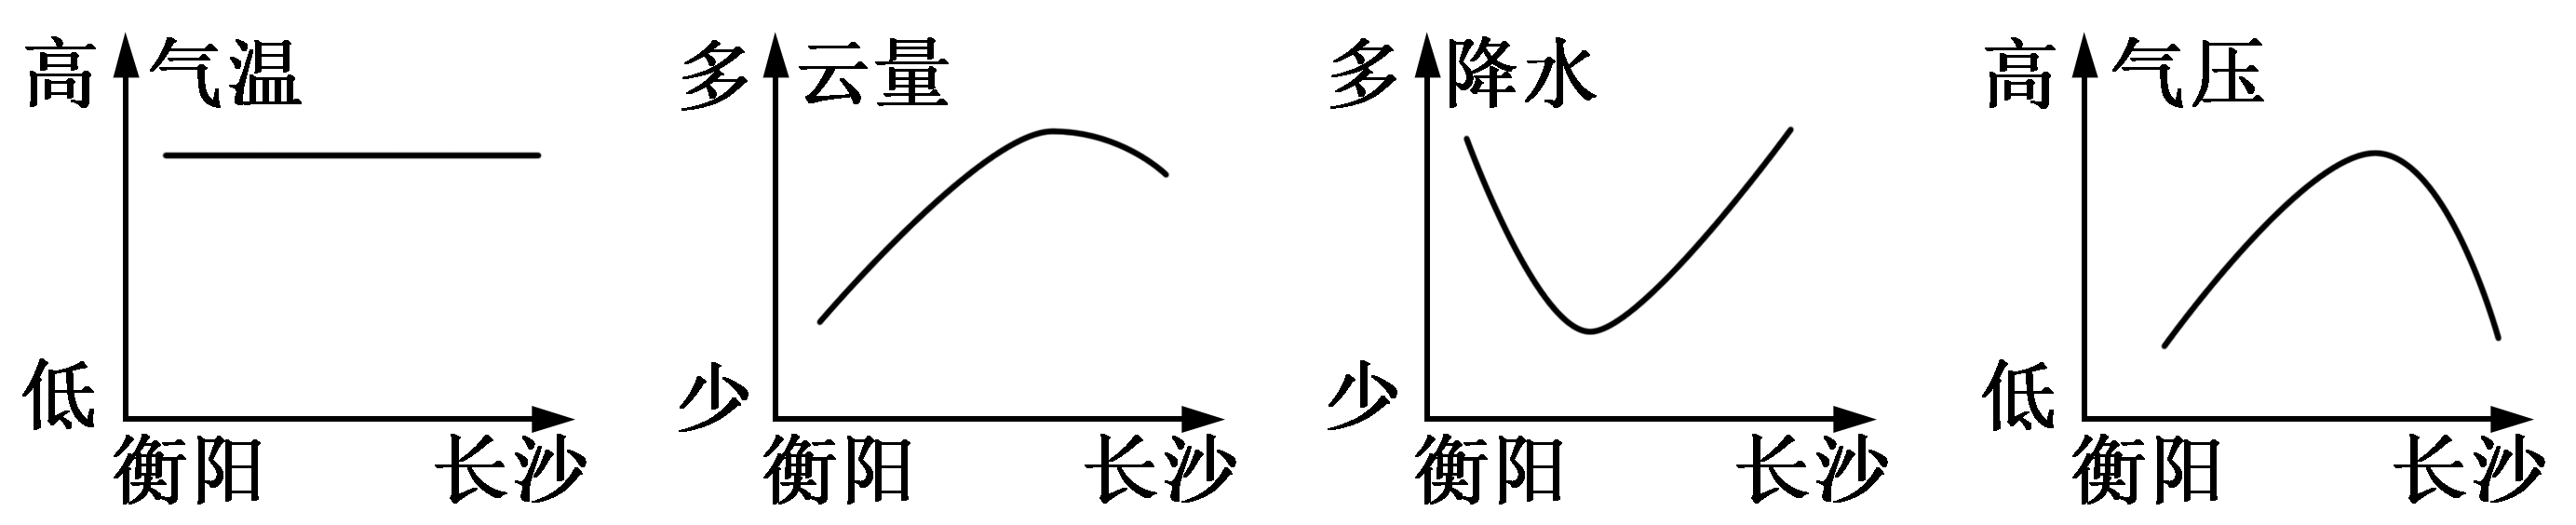 高 气温
低
衡阳 长沙
多 云量
少
衡阳 长沙
多 降水
少
衡阳 长沙
高 气压
低
衡阳 长沙